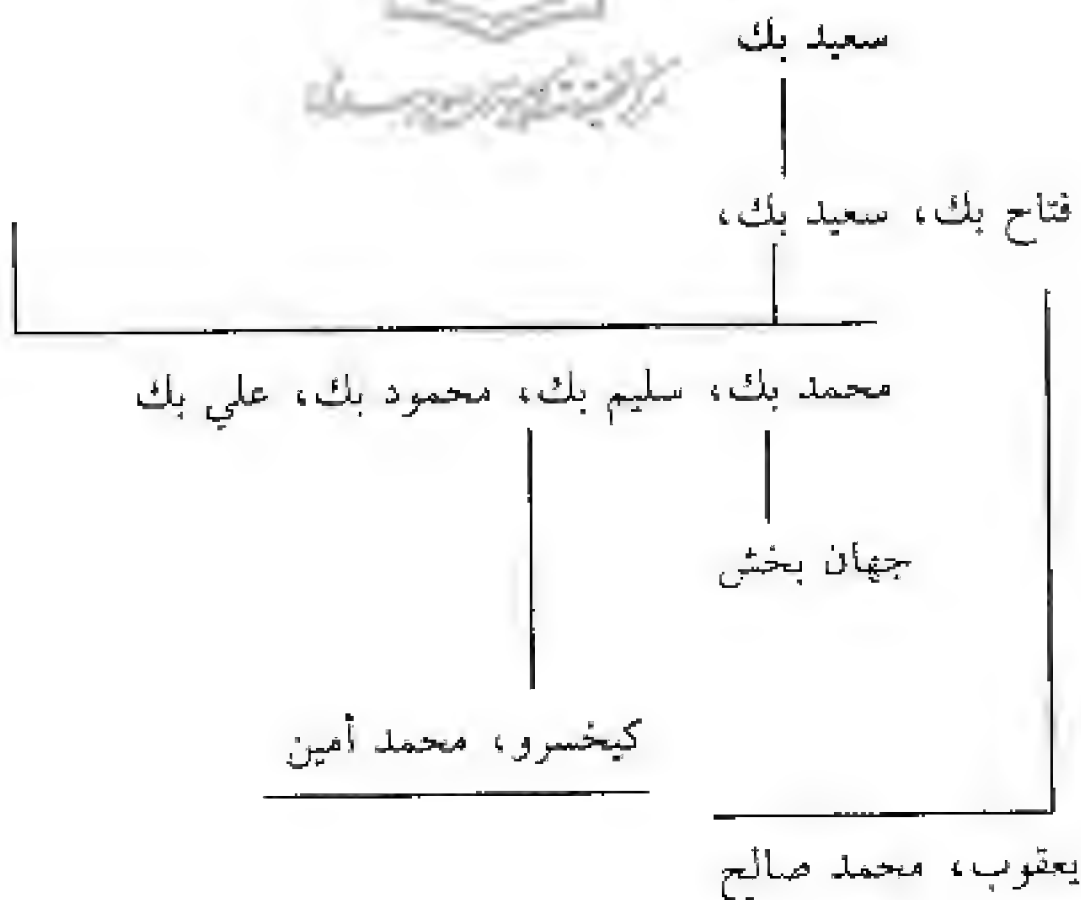 سعيد بك
فتاح بك، سعيد بك،
محمد بك، سليم بك، محمود بك، علي بك
جهان بخش
كيخسرو، محمد أمين
يعقوب، محمد صالح